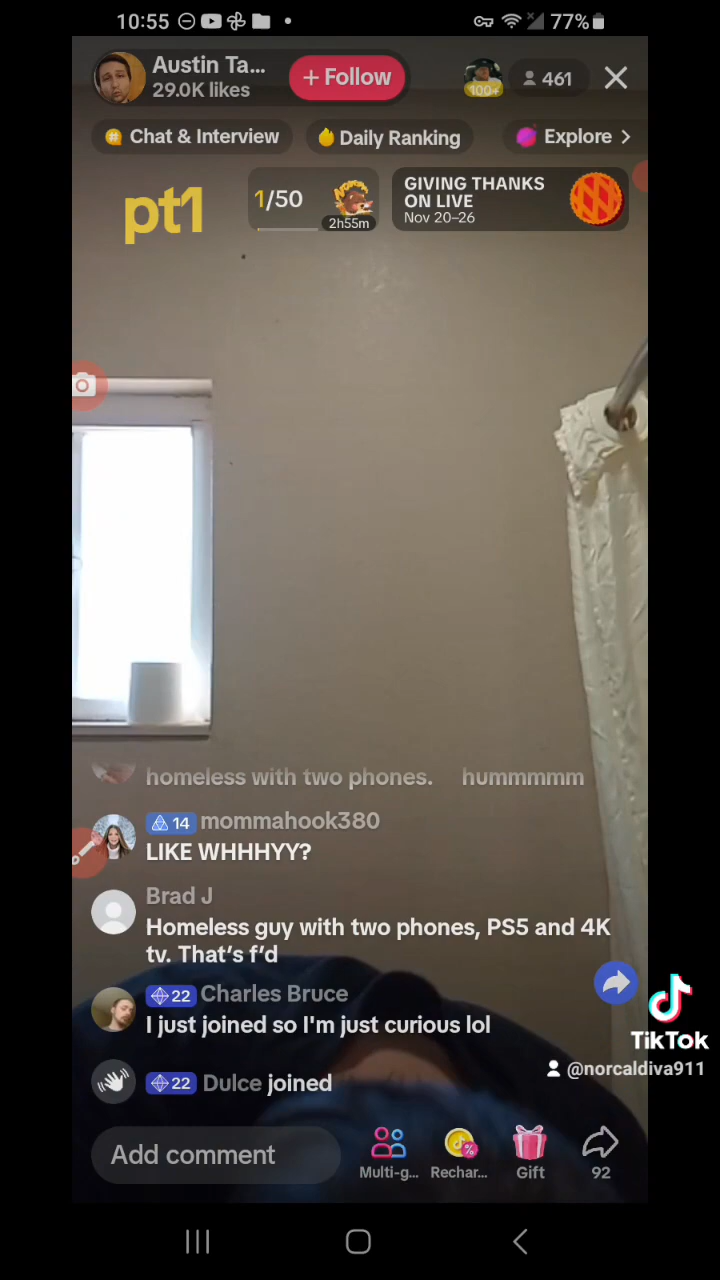 10:55
77%
Austin Ta...
29.0K likes
+ Follow
100+
461
Chat & Interview
Daily Ranking
Explore >
pt1
1/50
2h55m
GIVING THANKS
ON LIVE
Nov 20–26
homeless with two phones. hummmmm
14 mommahook380
LIKE WHHHYY?
Brad J
Homeless guy with two phones, PS5 and 4K
tv. That’s f’d
22 Charles Bruce
I just joined so I'm just curious lol
TikTok
@norcaldiva911
22 Dulce joined
Add comment
Multi-g...
Rechar...
Gift
92